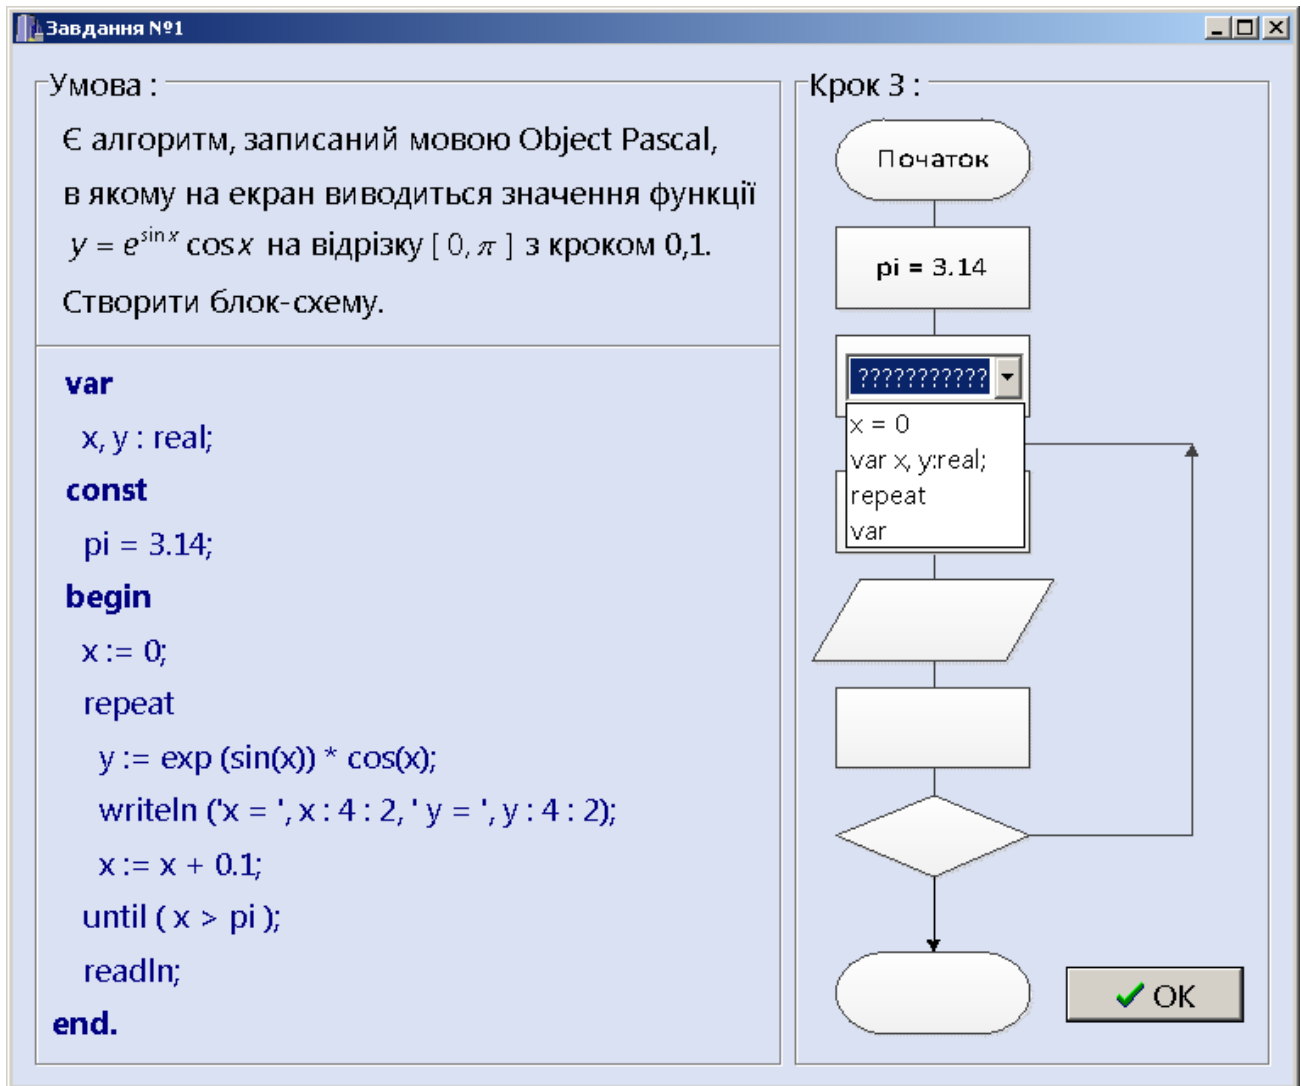 Завдання №1
Умова :
Є алгоритм, записаний мовою Object Pascal,
в якому на екран виводиться значення функції
y = e^sin x cos x на відрізку [ 0, π ] з кроком 0,1.
Створити блок-схему.
var
x, y : real;
const
pi = 3.14;
begin
x := 0;
repeat
y := exp (sin(x)) * cos(x);
writeln ('x = ', x : 4 : 2, ' y = ', y : 4 : 2);
x := x + 0.1;
until ( x > pi );
readln;
end.
Крок 3 :
Початок
pi = 3.14
???????????
x = 0
var x, y:real;
repeat
var
OK